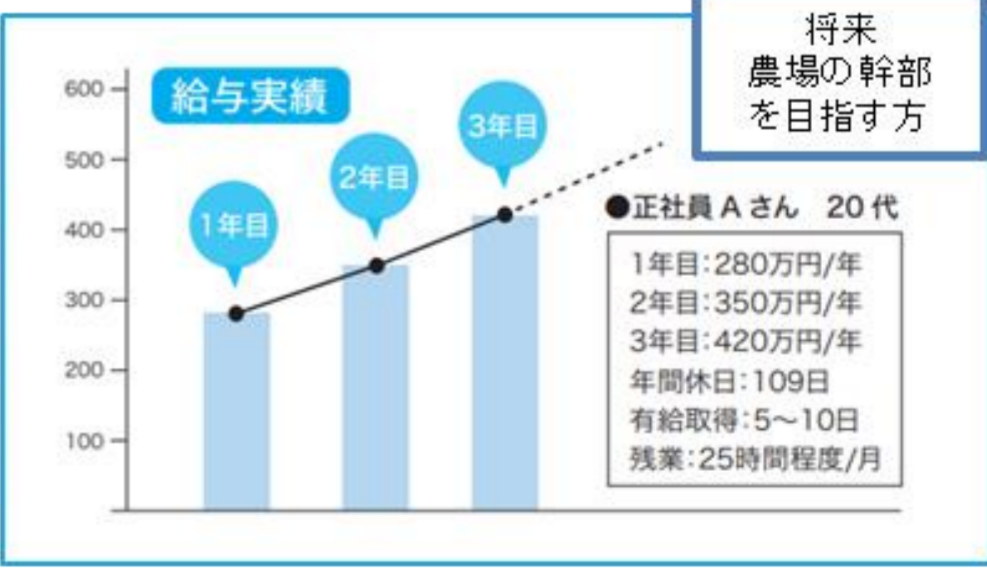 将来
農場の幹部
を目指す方
給与実績
600
500
400
300
200
100
1年目
2年目
3年目
●正社員 A さん 20 代
1年目:280万円/年
2年目:350万円/年
3年目:420万円/年
年間休日:109日
有給取得:5〜10日
残業:25時間程度/月